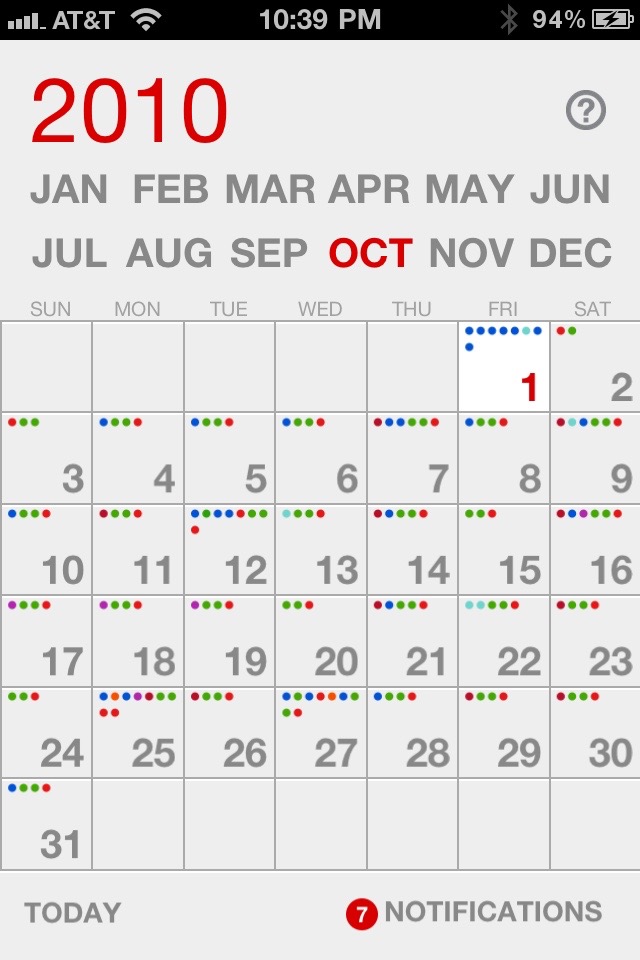 AT&T 10:39 PM 94%
2010 ?
JAN FEB MAR APR MAY JUN
JUL AUG SEP OCT NOV DEC
SUN MON TUE WED THU FRI SAT
1 2
3 4 5 6 7 8 9
10 11 12 13 14 15 16
17 18 19 20 21 22 23
24 25 26 27 28 29 30
31
TODAY 7 NOTIFICATIONS